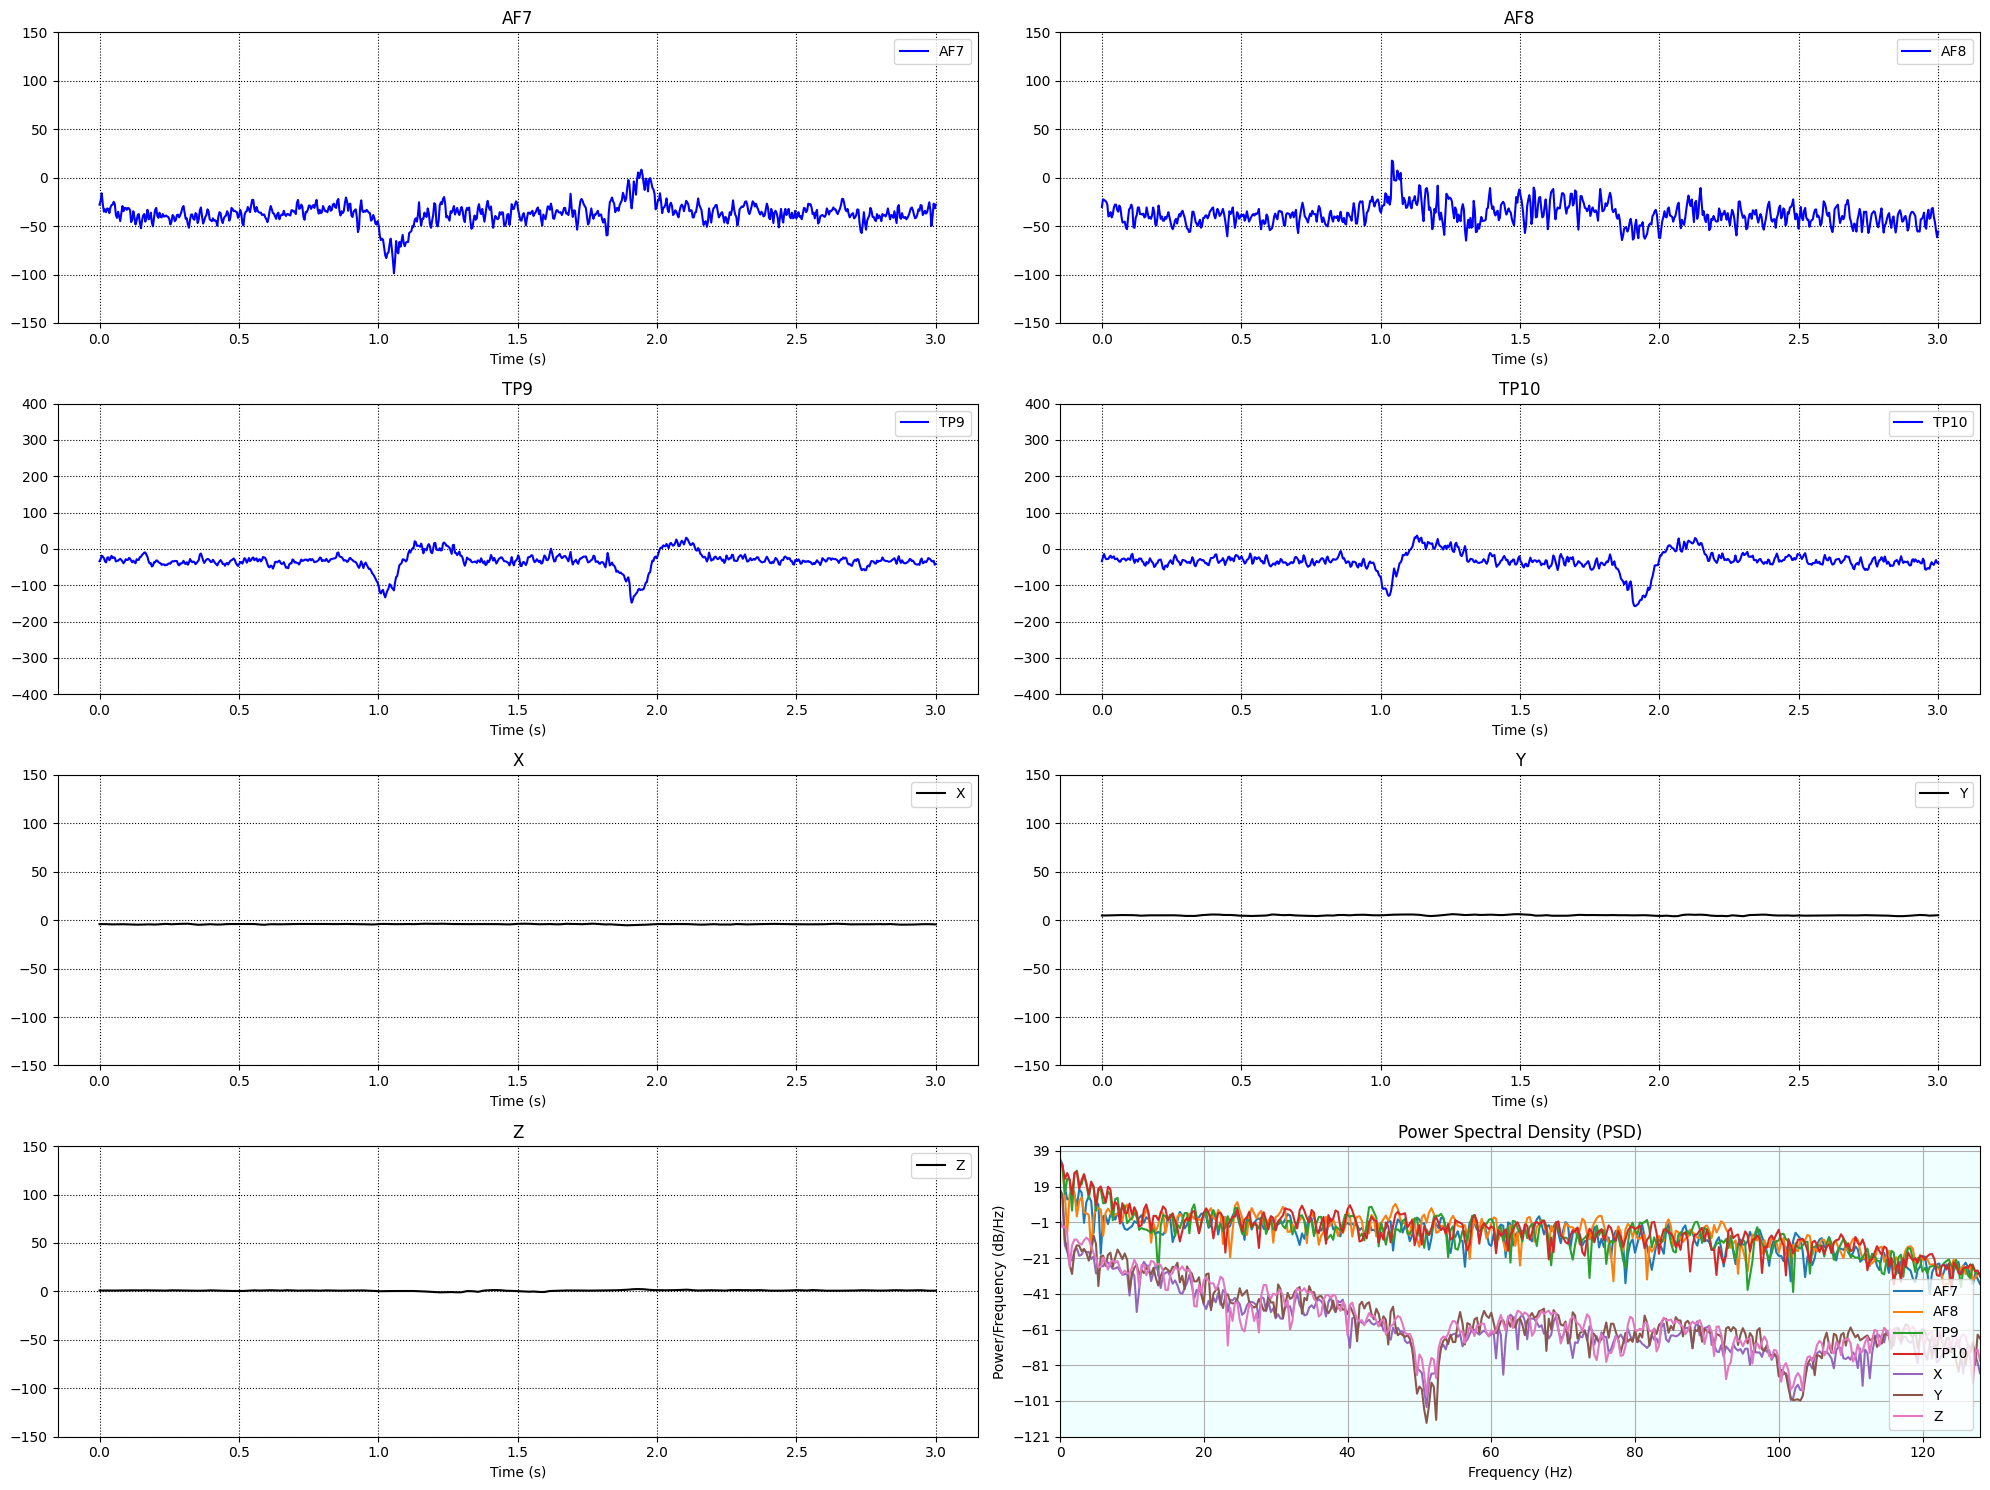 AF7
150
100
50
0
−50
−100
−150
AF7
0.0 0.5 1.0 1.5 2.0 2.5 3.0
Time (s)
AF8
150
100
50
0
−50
−100
−150
AF8
0.0 0.5 1.0 1.5 2.0 2.5 3.0
Time (s)
TP9
400
300
200
100
0
−100
−200
−300
−400
TP9
0.0 0.5 1.0 1.5 2.0 2.5 3.0
Time (s)
TP10
400
300
200
100
0
−100
−200
−300
−400
TP10
0.0 0.5 1.0 1.5 2.0 2.5 3.0
Time (s)
X
150
100
50
0
−50
−100
−150
X
0.0 0.5 1.0 1.5 2.0 2.5 3.0
Time (s)
Y
150
100
50
0
−50
−100
−150
Y
0.0 0.5 1.0 1.5 2.0 2.5 3.0
Time (s)
Z
150
100
50
0
−50
−100
−150
Z
0.0 0.5 1.0 1.5 2.0 2.5 3.0
Time (s)
Power Spectral Density (PSD)
Power/Frequency (dB/Hz)
39
19
−1
−21
−41
−61
−81
−101
−121
AF7
AF8
TP9
TP10
X
Y
Z
0 20 40 60 80 100 120
Frequency (Hz)